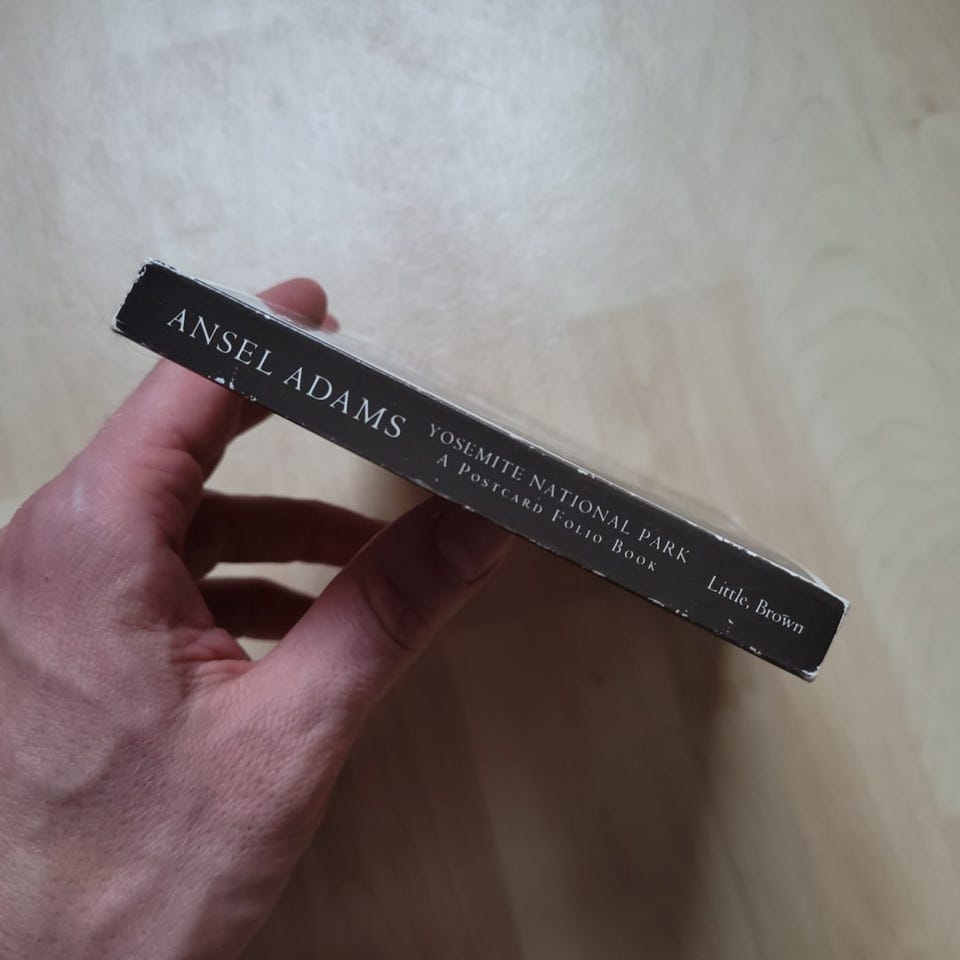 ANSEL ADAMS
YOSEMITE NATIONAL PARK
A POSTCARD FOLIO BOOK
Little, Brown